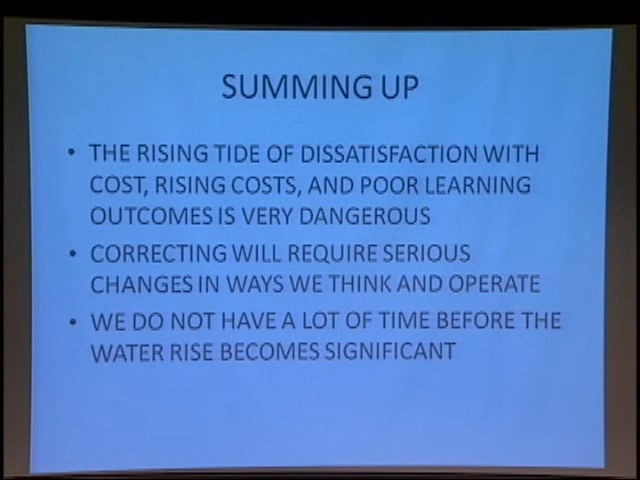 SUMMING UP
• THE RISING TIDE OF DISSATISFACTION WITH
COST, RISING COSTS, AND POOR LEARNING
OUTCOMES IS VERY DANGEROUS
• CORRECTING WILL REQUIRE SERIOUS
CHANGES IN WAYS WE THINK AND OPERATE
• WE DO NOT HAVE A LOT OF TIME BEFORE THE
WATER RISE BECOMES SIGNIFICANT